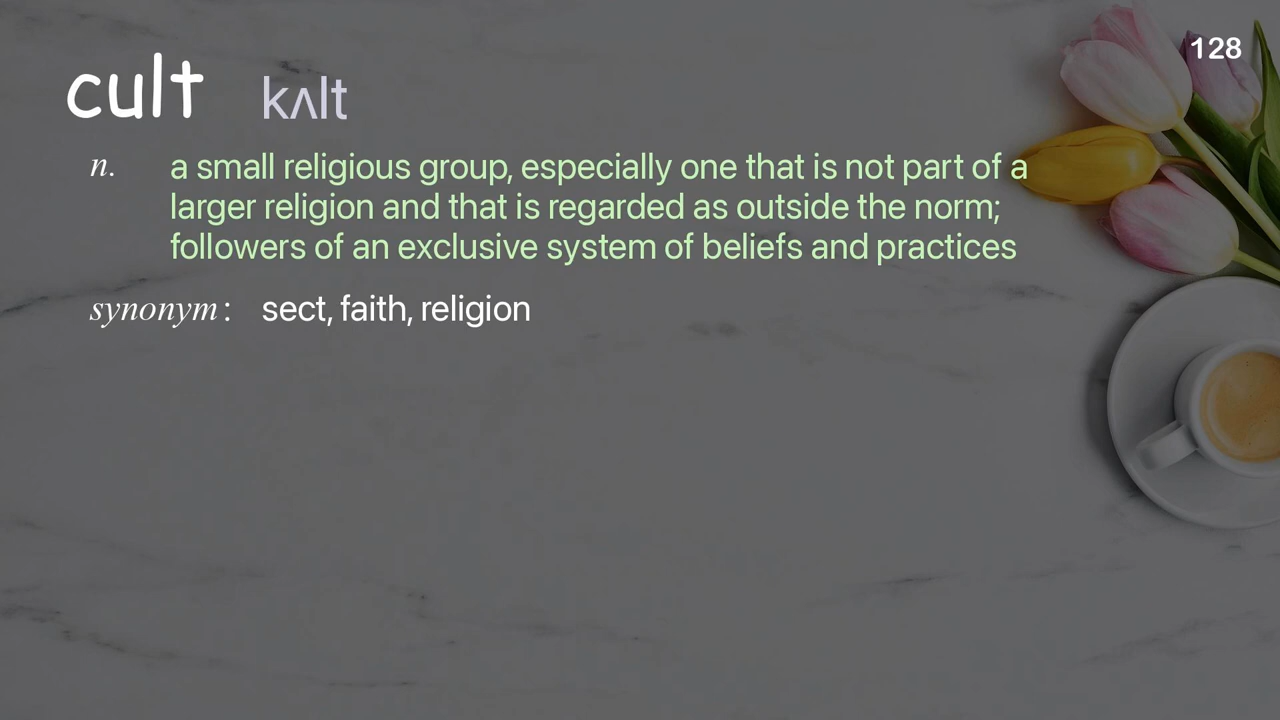 128
cult kʌlt
n. a small religious group, especially one that is not part of a
larger religion and that is regarded as outside the norm;
followers of an exclusive system of beliefs and practices
synonym: sect, faith, religion